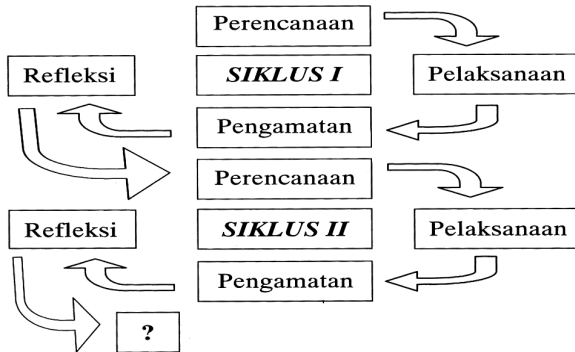 Perencanaan
Refleksi
SIKLUS I
Pelaksanaan
Pengamatan
Perencanaan
Refleksi
SIKLUS II
Pelaksanaan
Pengamatan
?